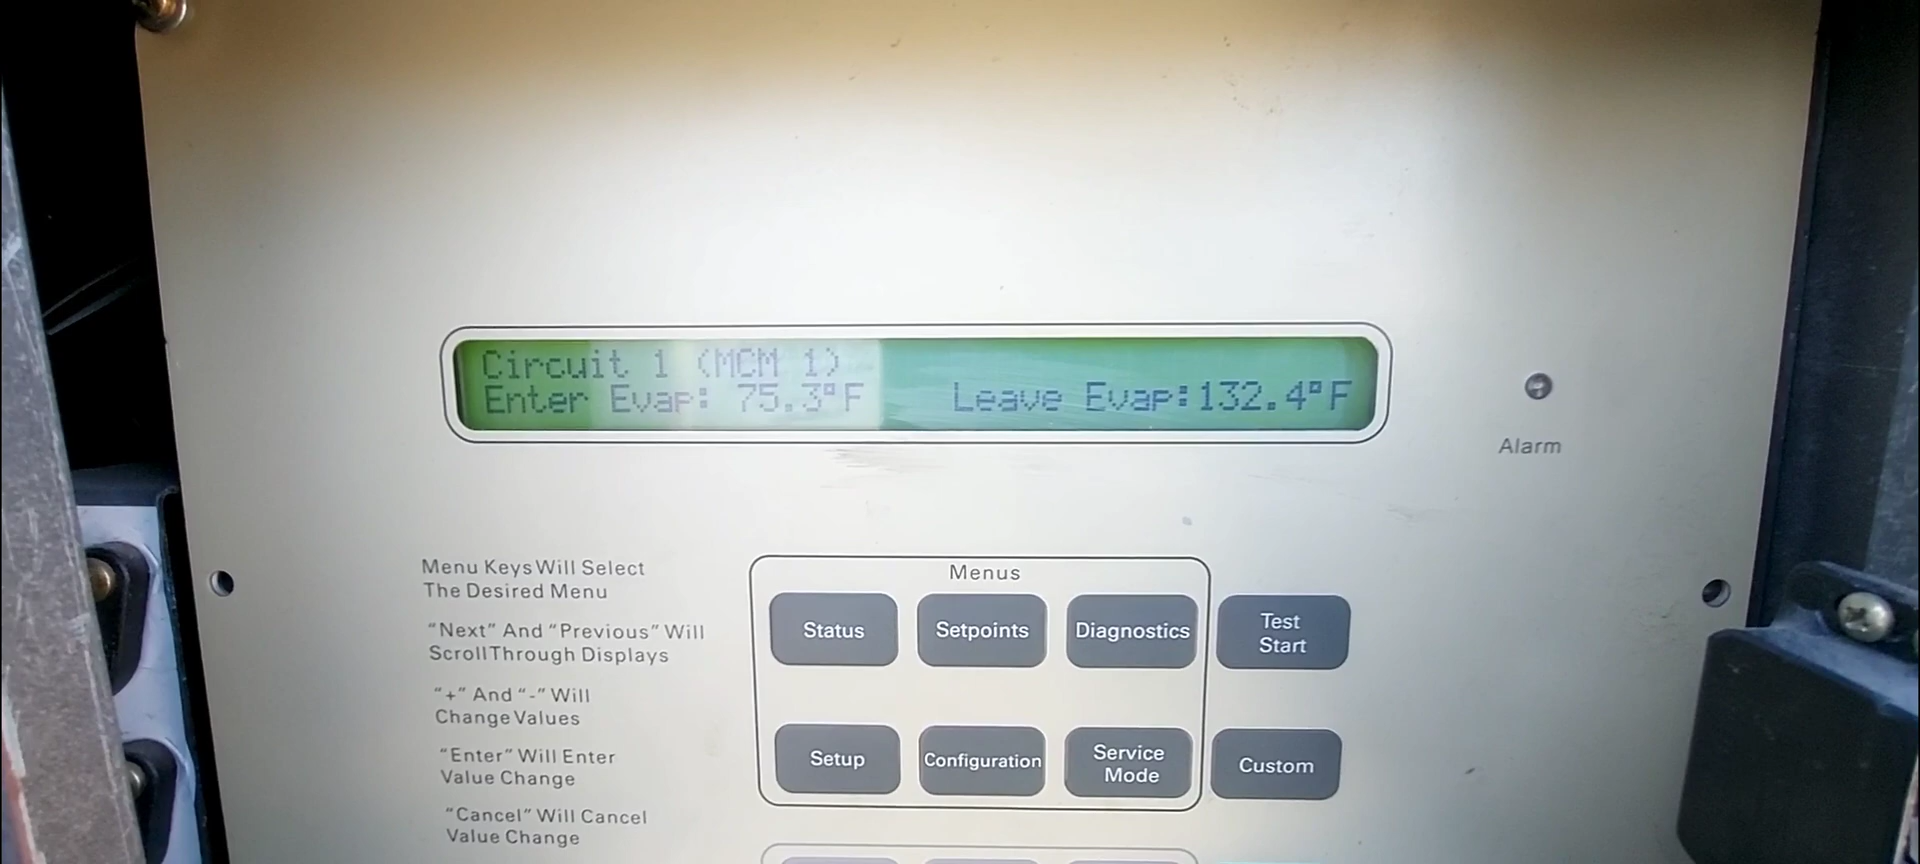 Circuit 1 (MCM 1)
Enter Evap: 75.3°F Leave Evap:132.4°F
Alarm
Menu Keys Will Select
The Desired Menu
"Next" And "Previous" Will
Scroll Through Displays
"+" And "-" Will
Change Values
"Enter" Will Enter
Value Change
"Cancel" Will Cancel
Value Change
Menus
Status
Setpoints
Diagnostics
Test
Start
Setup
Configuration
Service
Mode
Custom